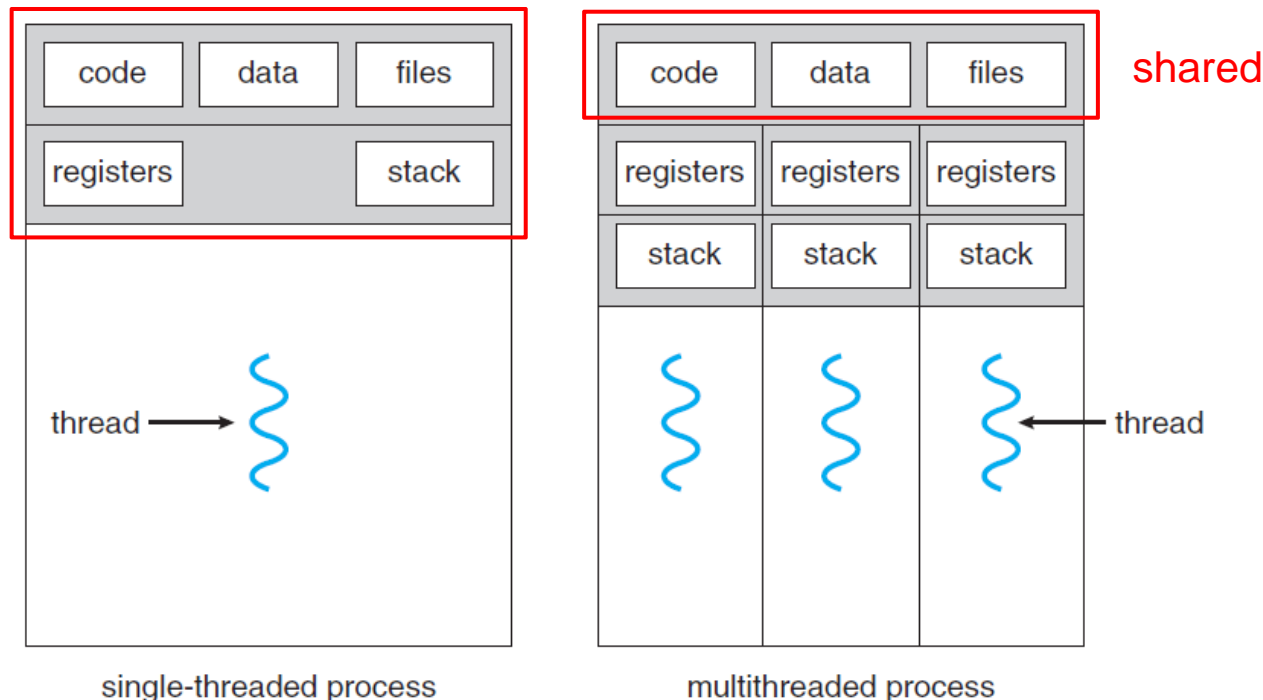 code data files
registers stack
thread
single-threaded process
code data files
shared
registers registers registers
stack stack stack
thread
multithreaded process